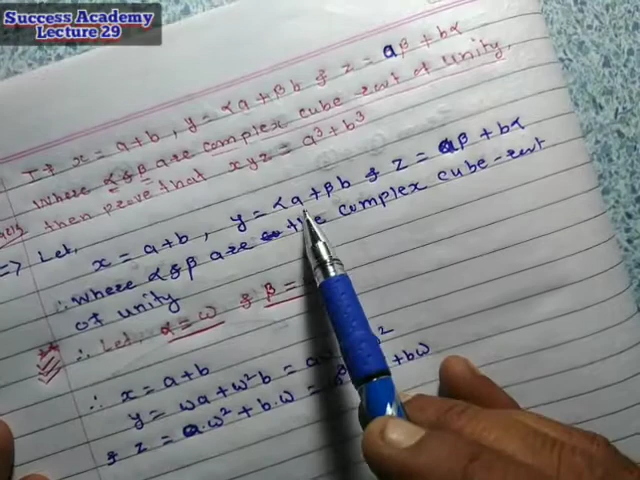 Success Academy
Lecture 29
If x = a+b, y = αa + βb & z = aβ + bα
Where α & β are complex cube root of unity,
then prove that xyz = a³+b³
=> Let,
x = a+b, y = αa + βb & z = aβ + bα
∴ Where α & β are the complex cube-root
of unity
∴ Let, α = ω & β =
∴ x = a+b
y = ωa + ω²b =
& z = a.ω² + b.ω = + bω